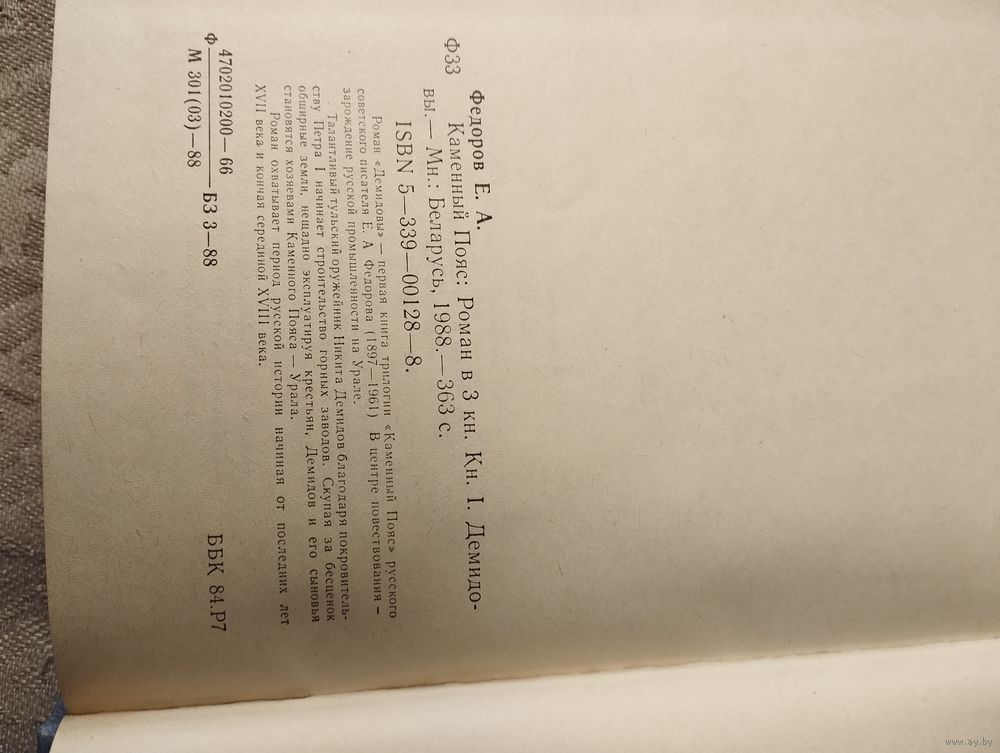 Федоров Е. А.
Ф33
Каменный Пояс: Роман в 3 кн. Кн. I. Демидо-
вы.— Мн.: Беларусь, 1988.— 363 с.
ISBN 5—339—00128—8.
Роман «Демидовы» — первая книга трилогии «Каменный Пояс» русского
советского писателя Е. А Федорова (1897—1961) В центре повествования —
зарождение русской промышленности на Урале.
Талантливый тульский оружейник Никита Демидов благодаря покровитель-
ству Петра I начинает строительство горных заводов. Скупая за бесценок
обширные земли, нещадно эксплуатируя крестьян, Демидов и его сыновья
становятся хозяевами Каменного Пояса — Урала.
Роман охватывает период русской истории начиная от последних лет
XVII века и кончая серединой XVIII века.
Ф 4702010200—66
М 301(03)—88
БЗ 3—88
ББК 84.Р7
www.ay.by